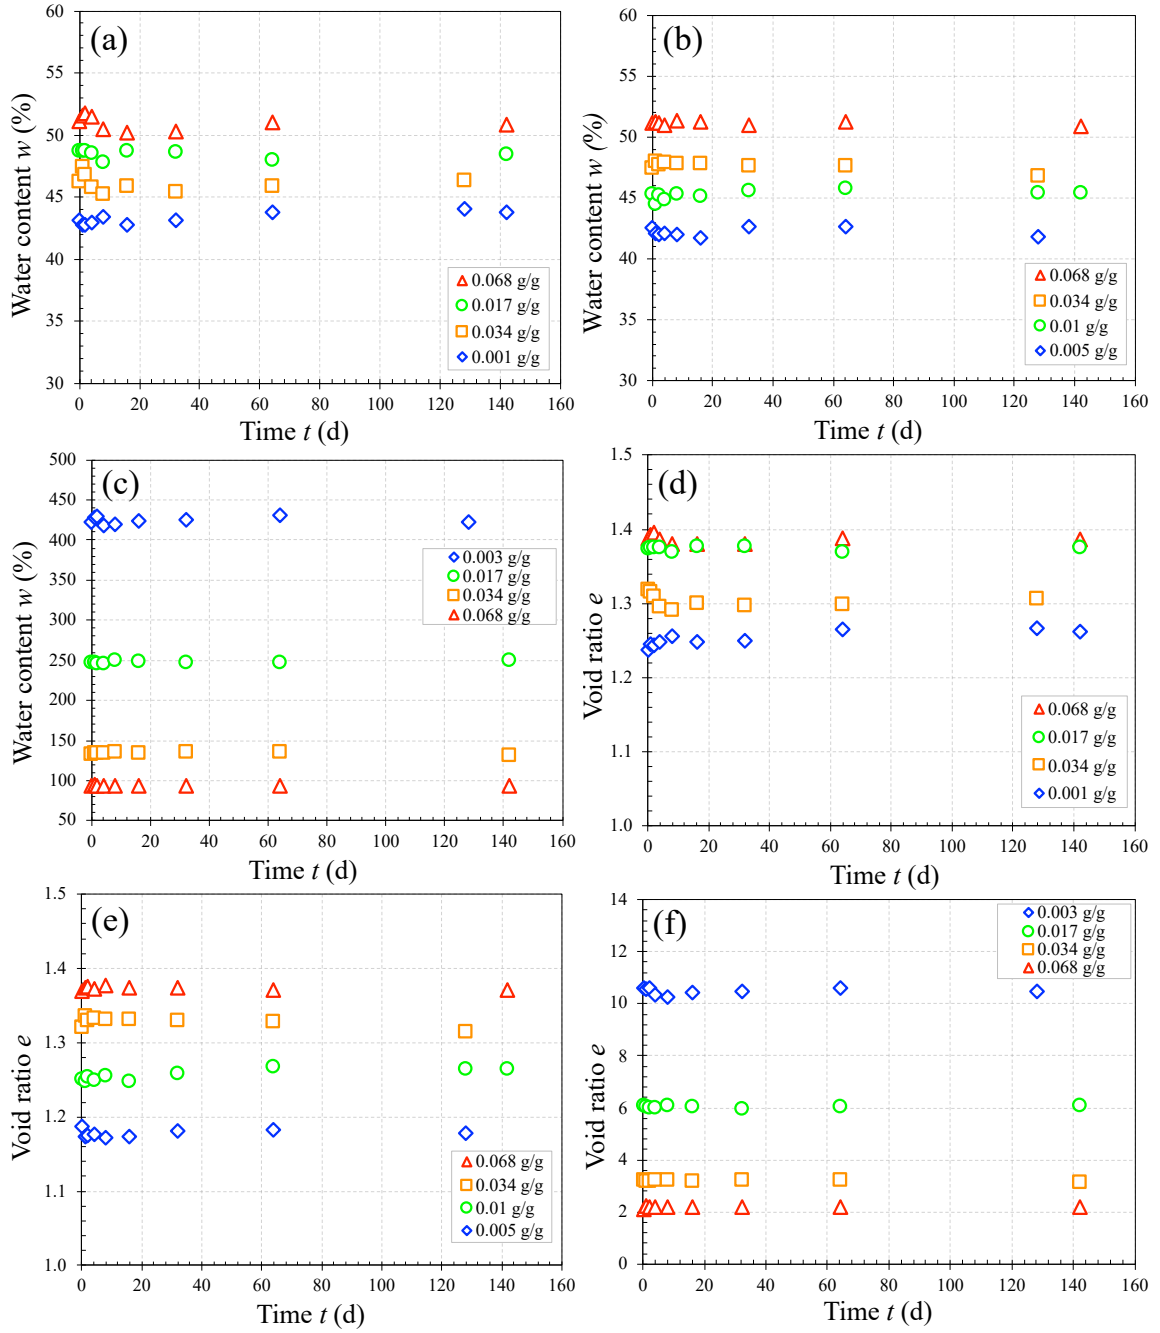 (a)
Water content w (%)
60
55
50
45
40
35
30
0 20 40 60 80 100 120 140 160
Time t (d)
0.068 g/g
0.017 g/g
0.034 g/g
0.001 g/g
(b)
Water content w (%)
60
55
50
45
40
35
30
0 20 40 60 80 100 120 140 160
Time t (d)
0.068 g/g
0.034 g/g
0.01 g/g
0.005 g/g
(c)
Water content w (%)
500
450
400
350
300
250
200
150
100
50
0 20 40 60 80 100 120 140 160
Time t (d)
0.003 g/g
0.017 g/g
0.034 g/g
0.068 g/g
(d)
Void ratio e
1.5
1.4
1.3
1.2
1.1
1.0
0 20 40 60 80 100 120 140 160
Time t (d)
0.068 g/g
0.017 g/g
0.034 g/g
0.001 g/g
(e)
Void ratio e
1.5
1.4
1.3
1.2
1.1
1.0
0 20 40 60 80 100 120 140 160
Time t (d)
0.068 g/g
0.034 g/g
0.01 g/g
0.005 g/g
(f)
Void ratio e
14
12
10
8
6
4
2
0
0 20 40 60 80 100 120 140 160
Time t (d)
0.003 g/g
0.017 g/g
0.034 g/g
0.068 g/g